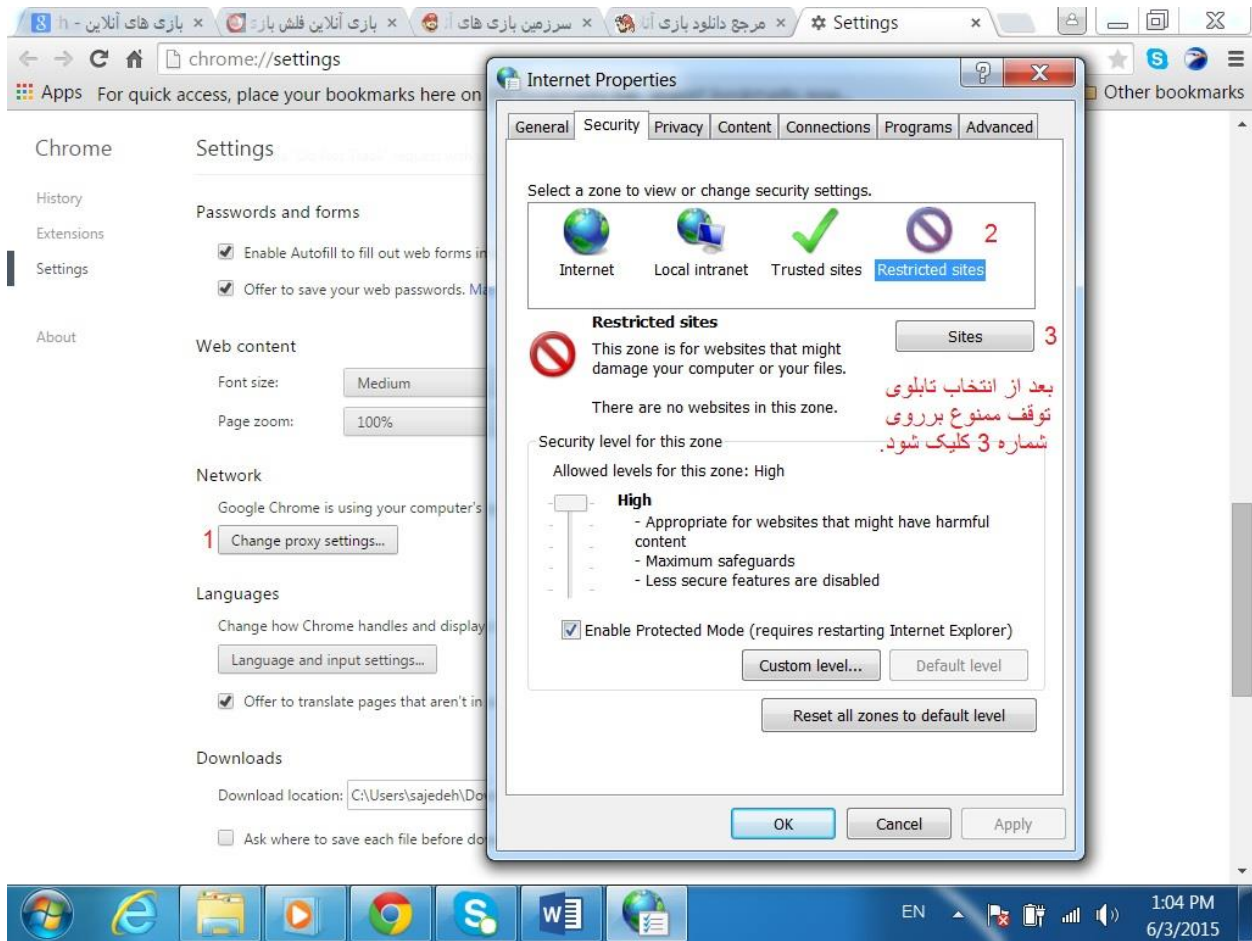 بازی های آنلاین - h
بازی آنلاین فلش باز
سرزمین بازی های آ
مرجع دانلود بازی آنا
Settings
chrome://settings
Apps For quick access, place your bookmarks here on
Other bookmarks
Chrome
History
Extensions
Settings
About
Settings
Passwords and forms
Enable Autofill to fill out web forms in
Offer to save your web passwords.
Web content
Font size: Medium
Page zoom: 100%
Network
Google Chrome is using your computer's
1 Change proxy settings...
Languages
Change how Chrome handles and display
Language and input settings...
Offer to translate pages that aren't in
Downloads
Download location: C:\Users\sajedeh\Do
Ask where to save each file before do
Internet Properties
General Security Privacy Content Connections Programs Advanced
Select a zone to view or change security settings.
2
Internet Local intranet Trusted sites Restricted sites
Restricted sites
Sites 3
This zone is for websites that might
damage your computer or your files.
There are no websites in this zone.
بعد از انتخاب تابلوی
توقف ممنوع برروی
شماره 3 کلیک شود.
Security level for this zone
Allowed levels for this zone: High
High
- Appropriate for websites that might have harmful
content
- Maximum safeguards
- Less secure features are disabled
Enable Protected Mode (requires restarting Internet Explorer)
Custom level... Default level
Reset all zones to default level
OK Cancel Apply
EN
1:04 PM
6/3/2015